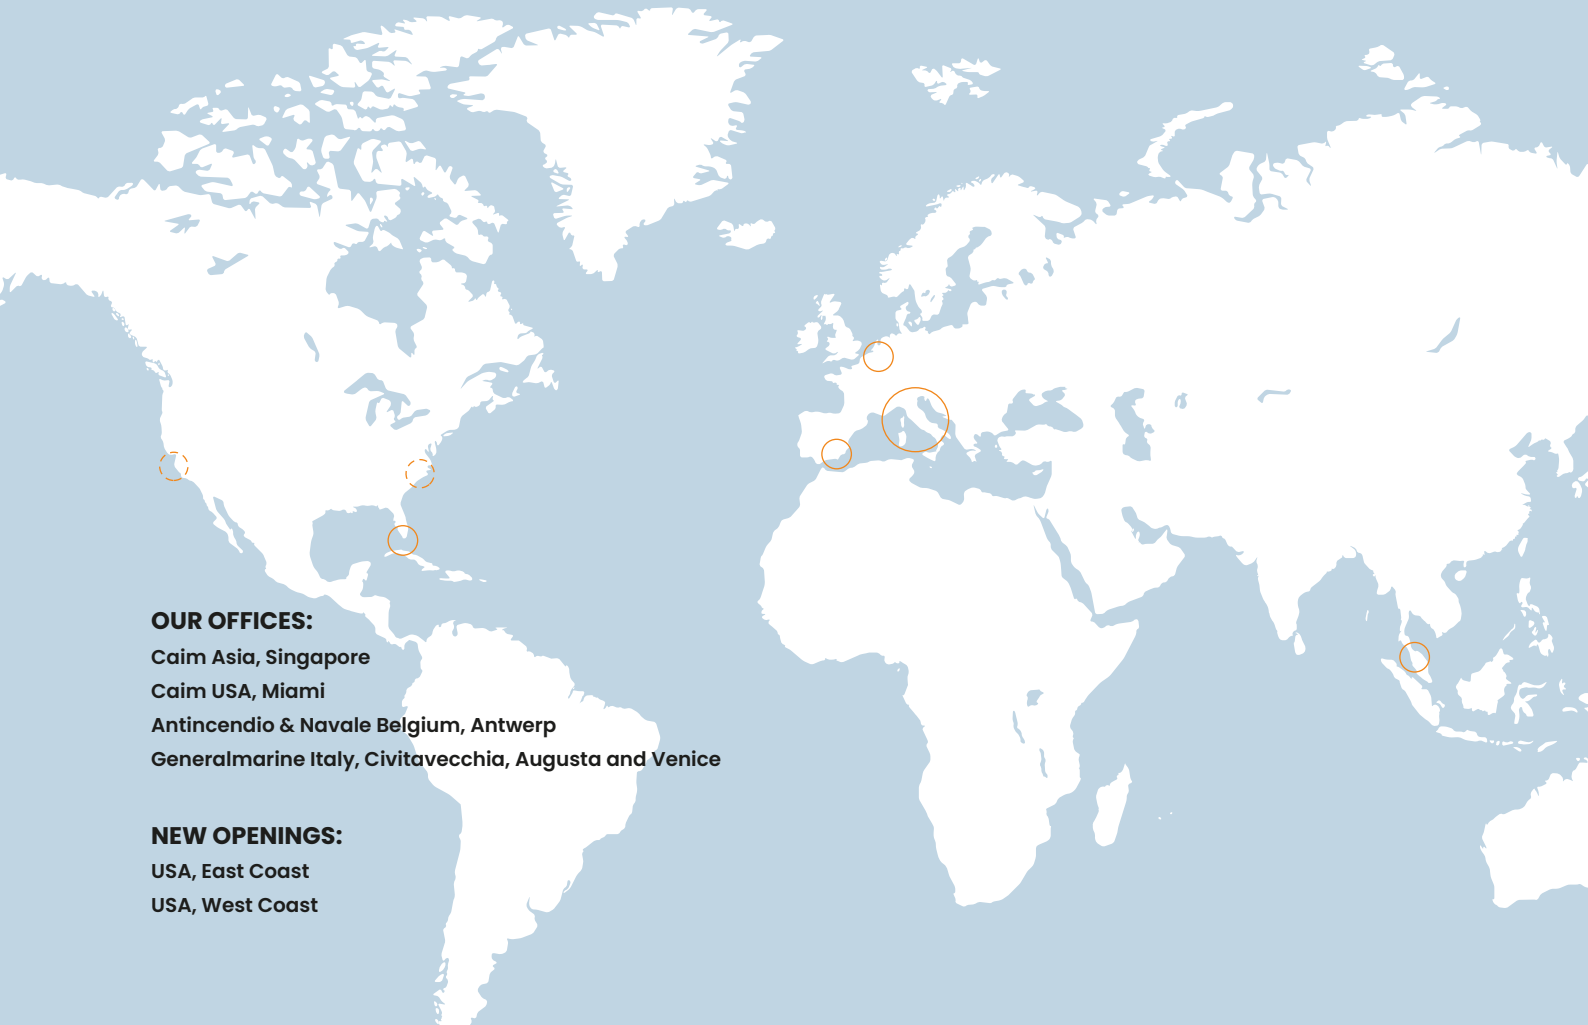 OUR OFFICES:
Caim Asia, Singapore
Caim USA, Miami
Antincendio & Navale Belgium, Antwerp
Generalmarine Italy, Civitavecchia, Augusta and Venice
NEW OPENINGS:
USA, East Coast
USA, West Coast